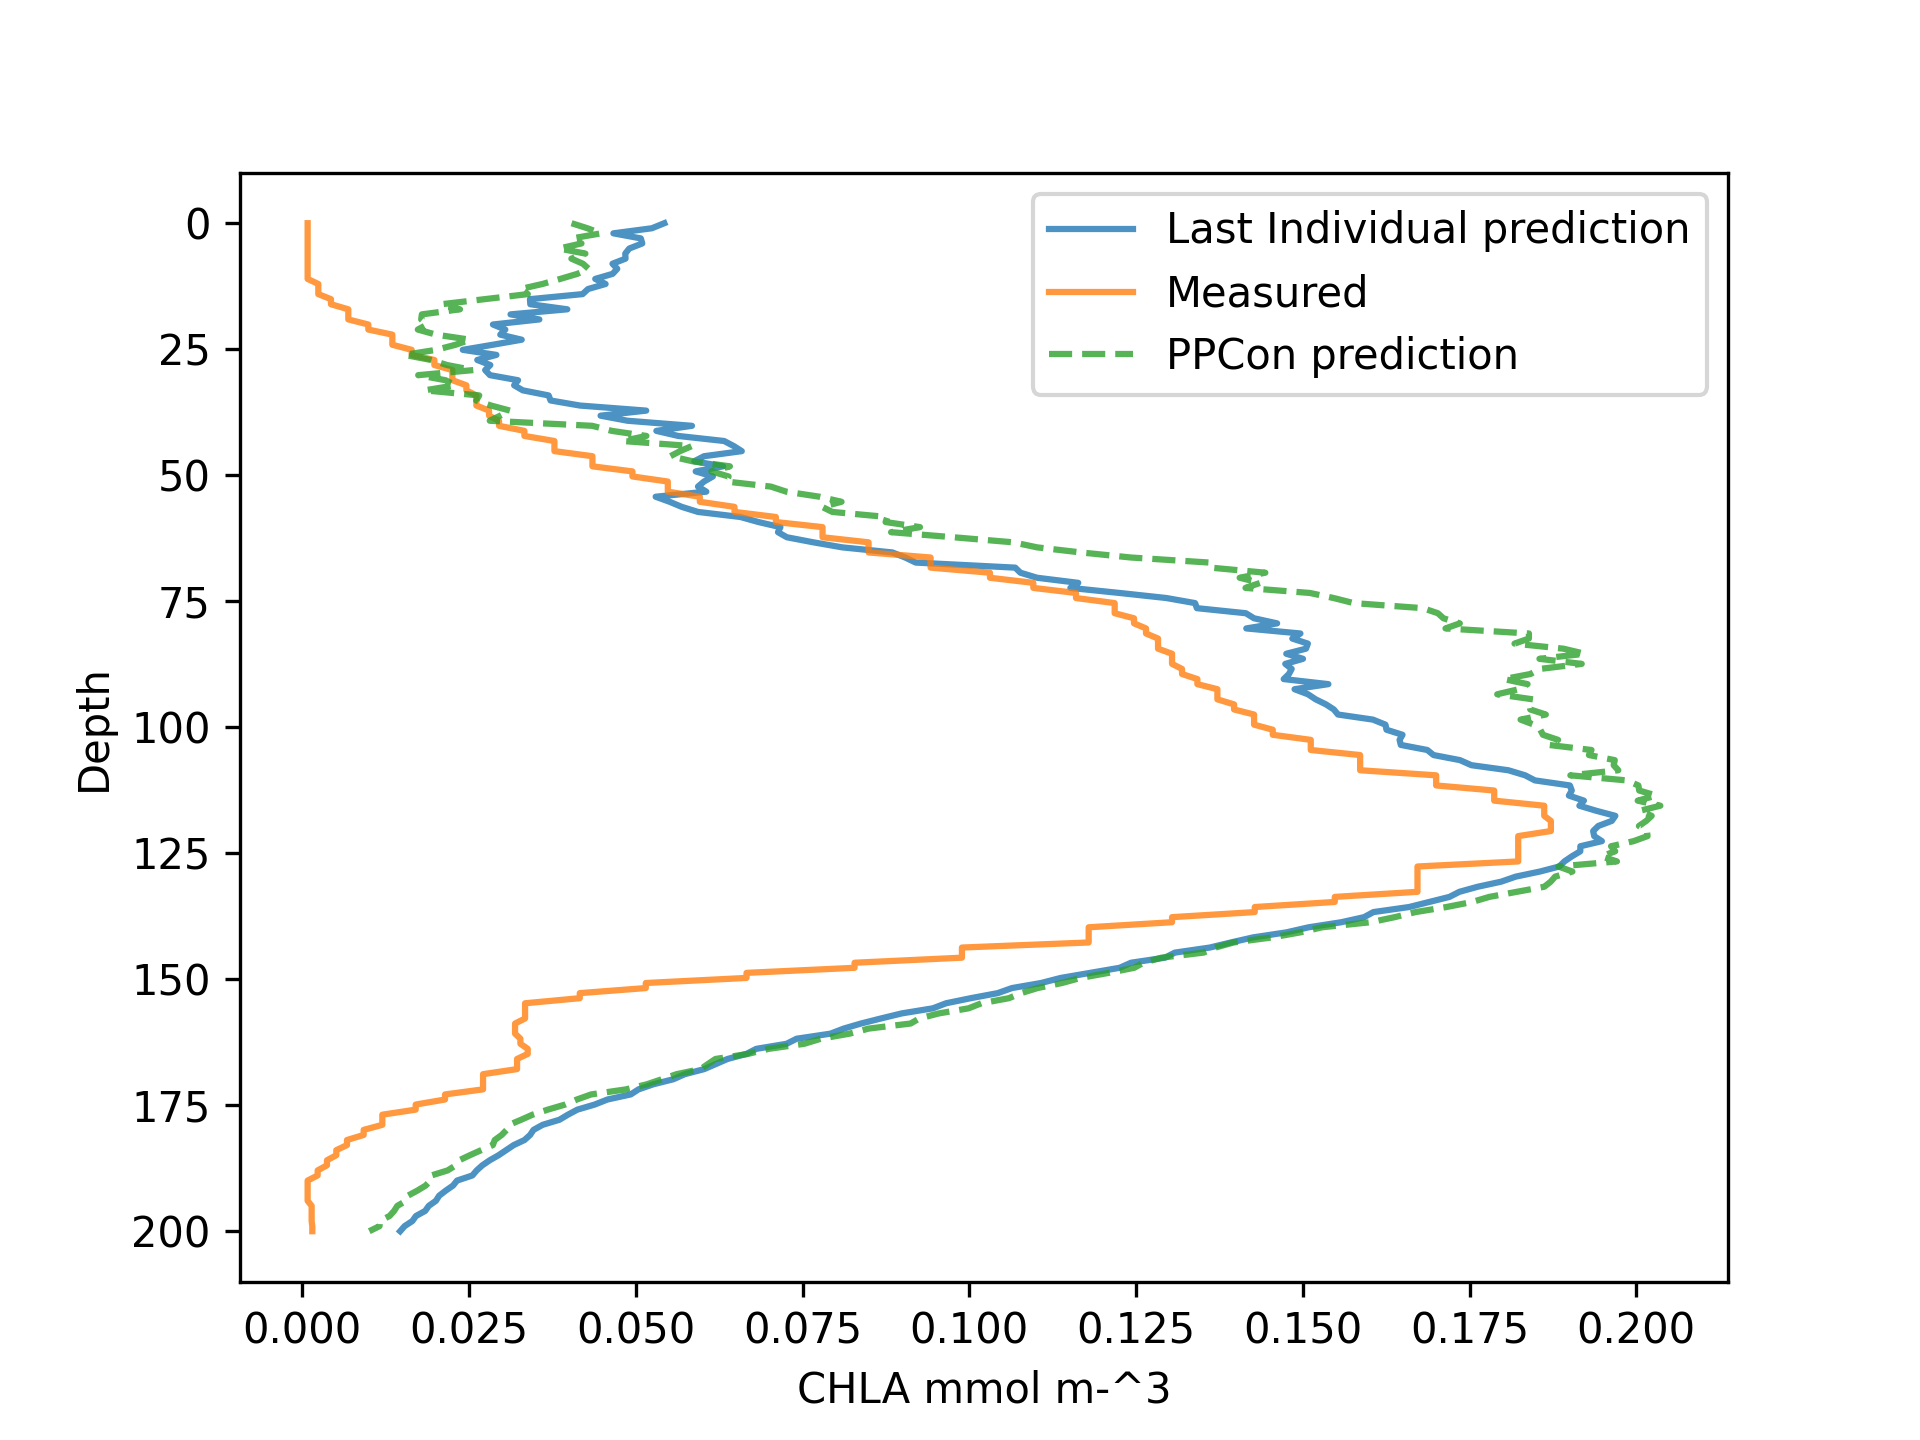 Last Individual prediction
Measured
PPCon prediction
0
25
50
75
100
125
150
175
200
Depth
0.000 0.025 0.050 0.075 0.100 0.125 0.150 0.175 0.200
CHLA mmol m-^3